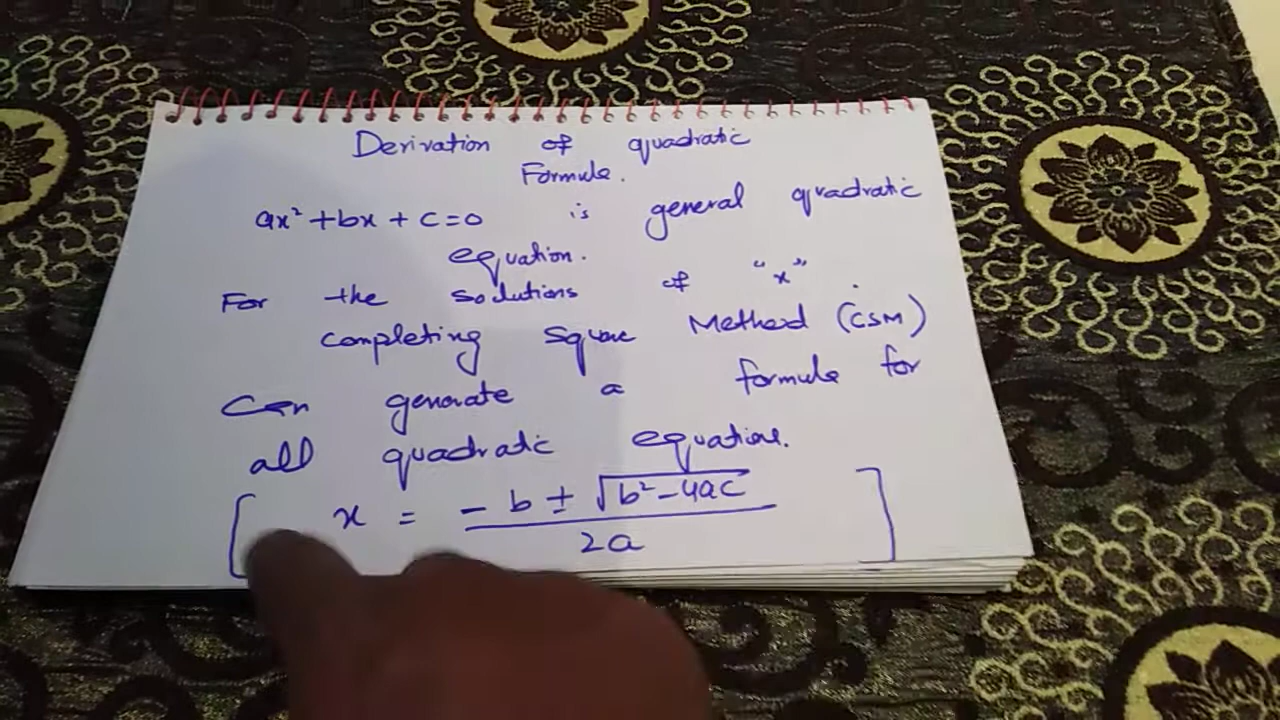 Derivation of quadratic
Formula.
ax² + bx + c = 0 is general quadratic
equation.
For the solutions of "x"
completing Square Method (CSM)
Can generate a formula for
all quadratic equations.
[ x = -b ± √b² - 4ac / 2a ]